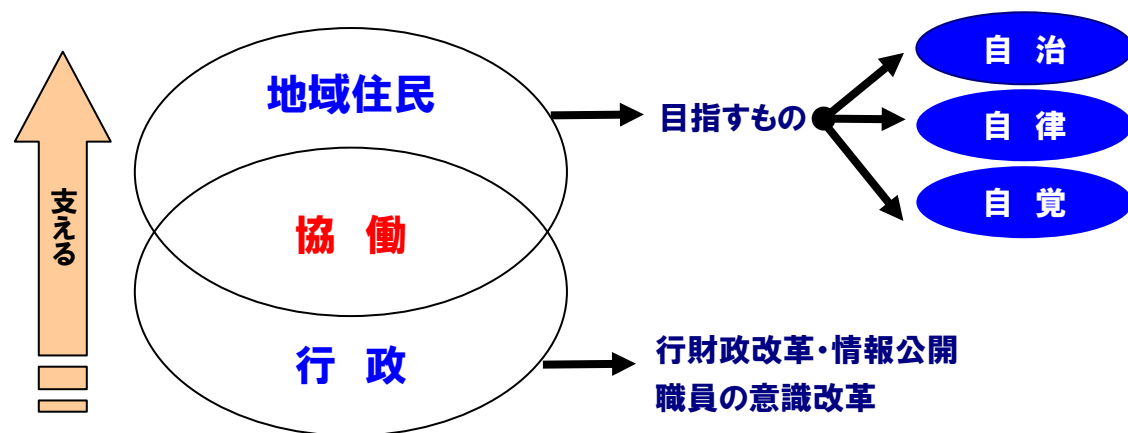 支える
地域住民
協 働
行 政
目指すもの
自 治
自 律
自 覚
行財政改革・情報公開
職員の意識改革